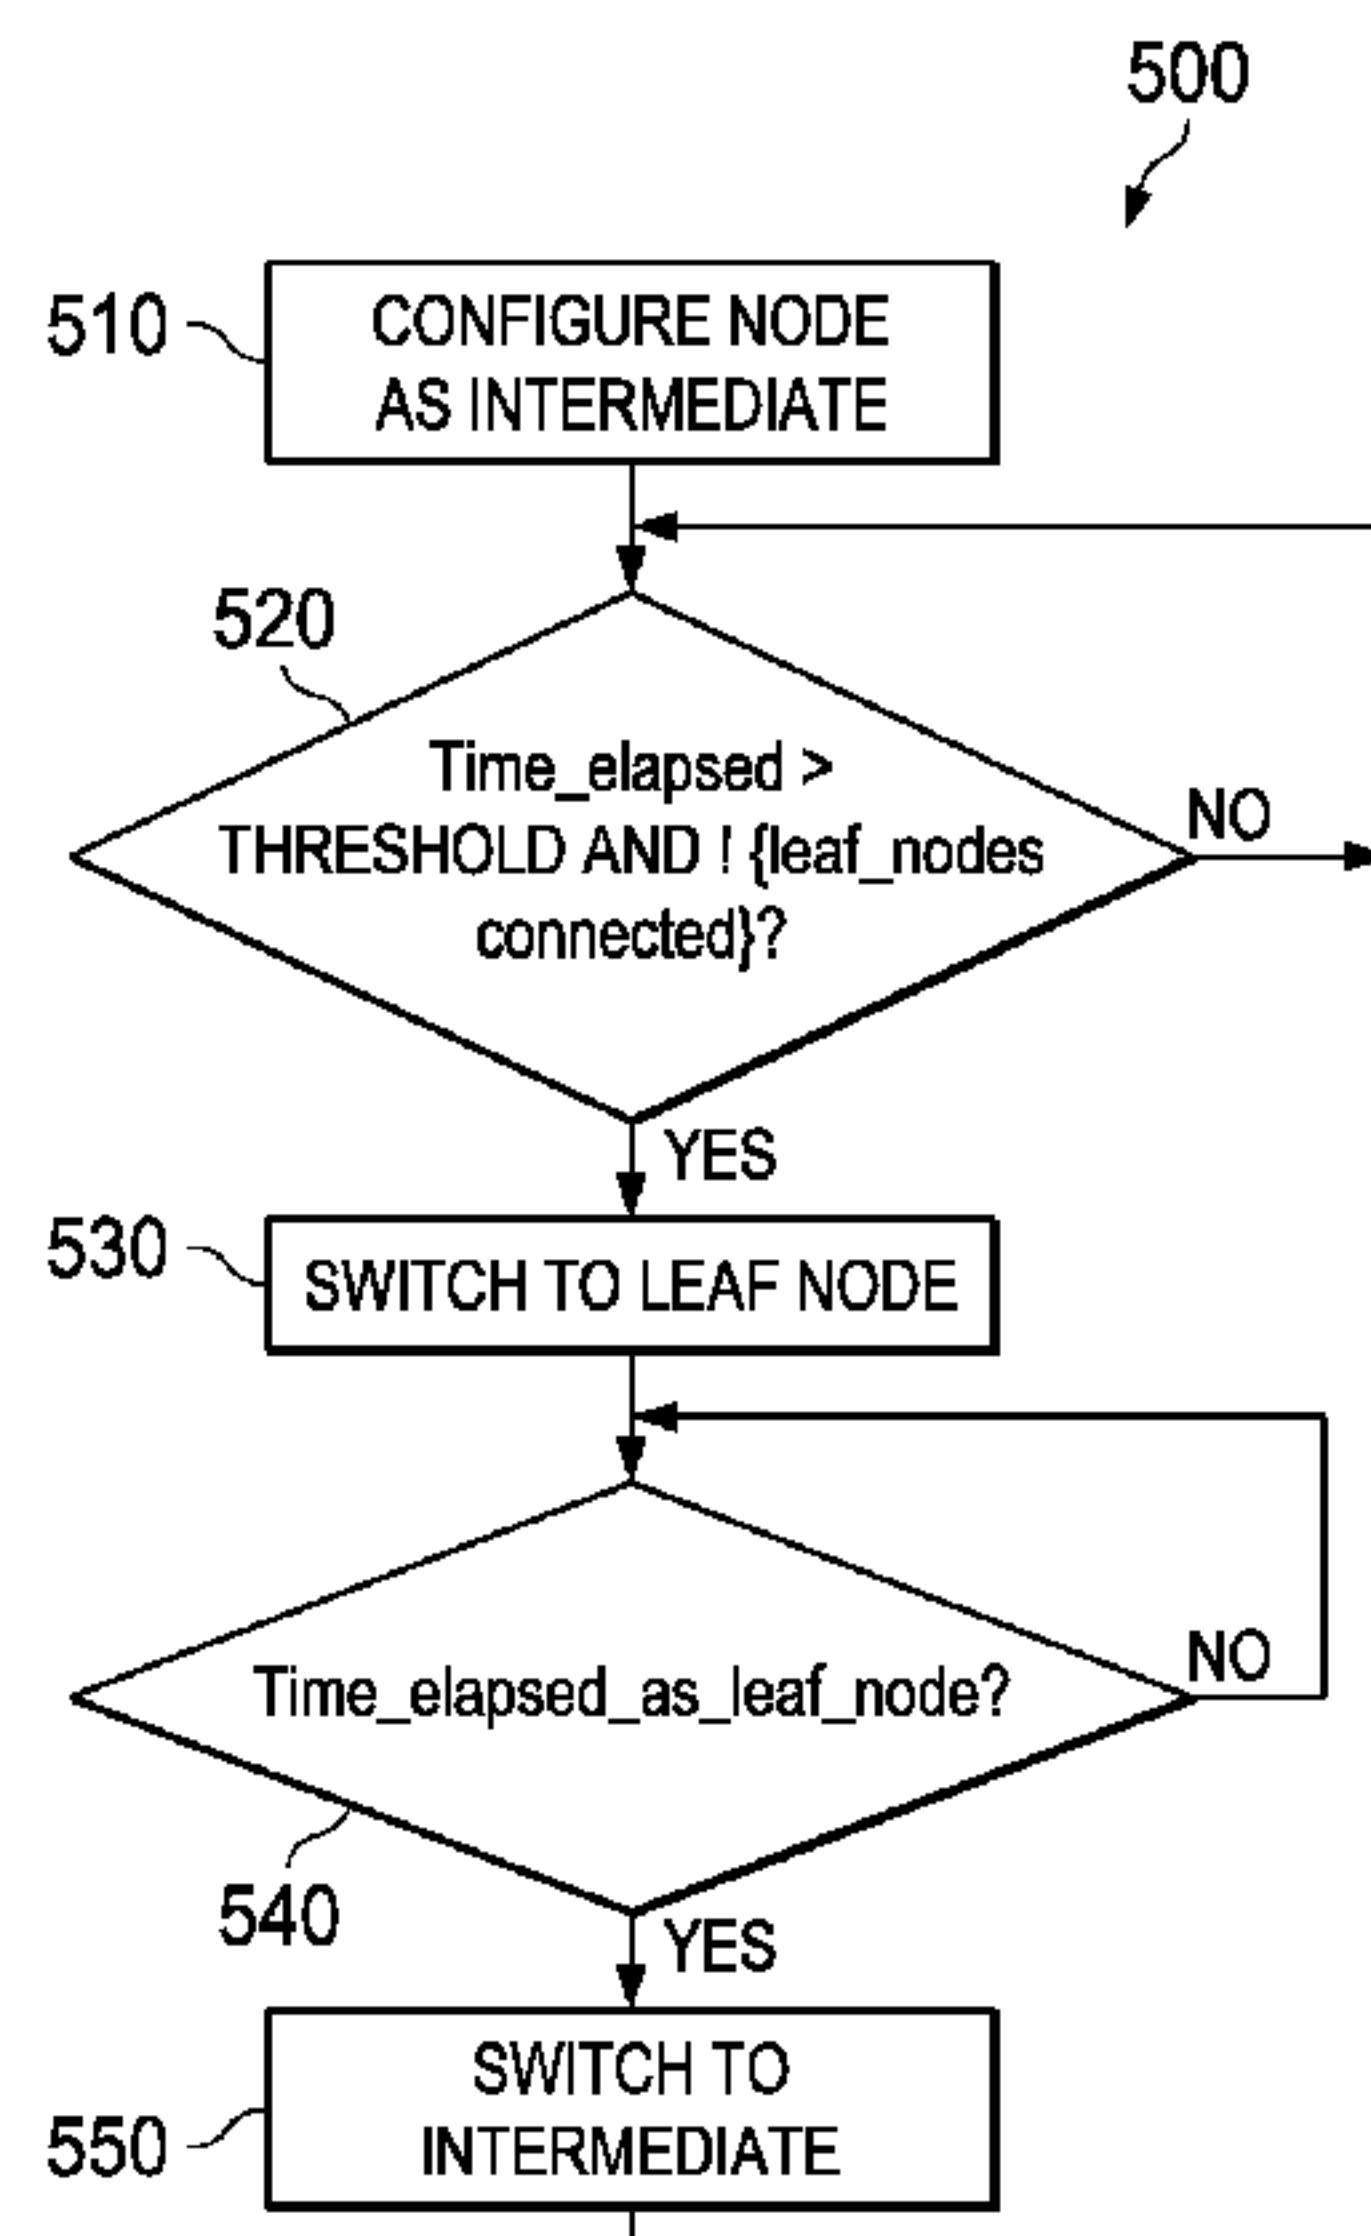 500
510
CONFIGURE NODE
AS INTERMEDIATE
520
Time_elapsed >
THRESHOLD AND ! {leaf_nodes
connected}?
NO
YES
530
SWITCH TO LEAF NODE
Time_elapsed_as_leaf_node?
NO
540
YES
550
SWITCH TO
INTERMEDIATE